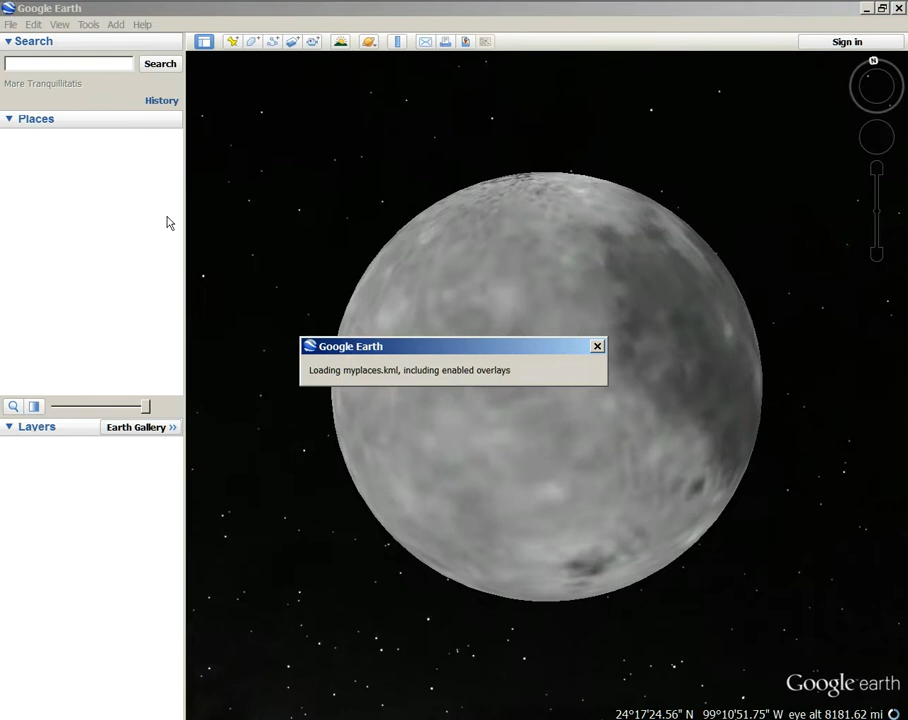 Google Earth
File Edit View Tools Add Help
Search
Sign in
Search
Mare Tranquillitatis
History
N
Places
Google Earth
Loading myplaces.kml, including enabled overlays
Layers
Earth Gallery >>
Google earth
24°17'24.56" N 99°10'51.75" W eye alt 8181.62 mi